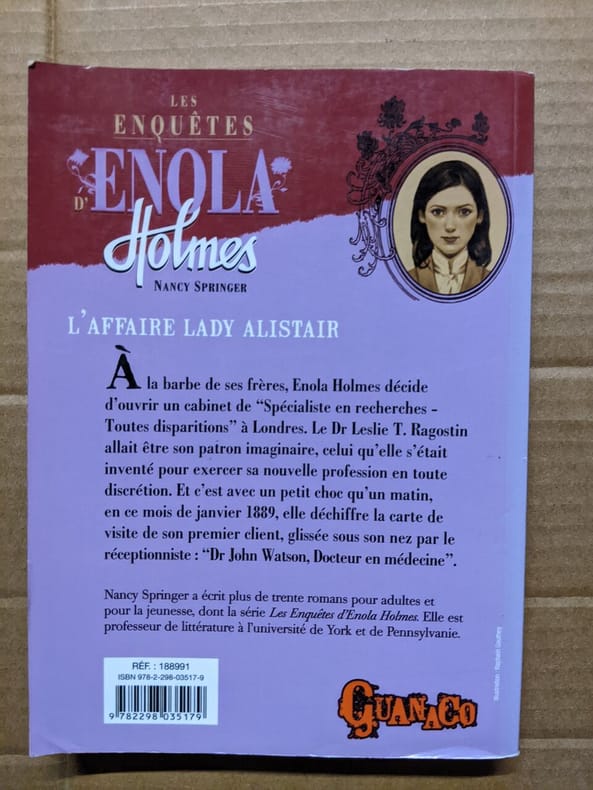 LES
ENQUÊTES
D'ENOLA
Holmes
NANCY SPRINGER
L'AFFAIRE LADY ALISTAIR
À la barbe de ses frères, Enola Holmes décide
d'ouvrir un cabinet de "Spécialiste en recherches –
Toutes disparitions" à Londres. Le Dr Leslie T. Ragostin
allait être son patron imaginaire, celui qu'elle s'était
inventé pour exercer sa nouvelle profession en toute
discrétion. Et c'est avec un petit choc qu'un matin,
en ce mois de janvier 1889, elle déchiffre la carte de
visite de son premier client, glissée sous son nez par le
réceptionniste : "Dr John Watson, Docteur en médecine".
Nancy Springer a écrit plus de trente romans pour adultes et
pour la jeunesse, dont la série Les Enquêtes d'Enola Holmes. Elle est
professeur de littérature à l'université de York et de Pennsylvanie.
RÉF. : 188991
ISBN 978-2-298-03517-9
9 782298 035179
GUANACO
Illustration : Raphaël Gauthey